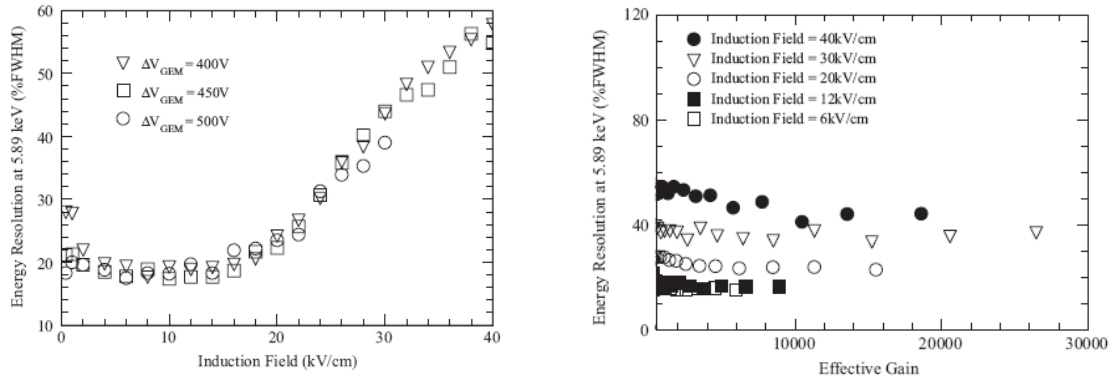 60
50
40
30
20
10
Energy Resolution at 5.89 keV (%FWHM)
ΔV_GEM = 400V
ΔV_GEM = 450V
ΔV_GEM = 500V
0 10 20 30 40
Induction Field (kV/cm)
120
80
40
0
Energy Resolution at 5.89 keV (%FWHM)
Induction Field = 40kV/cm
Induction Field = 30kV/cm
Induction Field = 20kV/cm
Induction Field = 12kV/cm
Induction Field = 6kV/cm
10000 20000 30000
Effective Gain